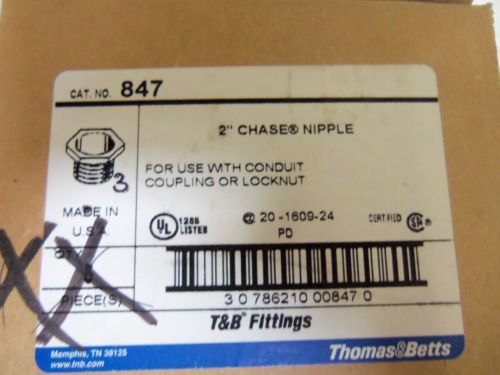 CAT. NO. 847
2" CHASE® NIPPLE
3
FOR USE WITH CONDUIT
COUPLING OR LOCKNUT
MADE IN
U.S.A.
UL
LISTED
20-1609-24
PD
CERTIFIED
PIECE(S)
3 0 786210 00847 0
T&B® Fittings
Memphis, TN 38125
www.tnb.com
Thomas&Betts